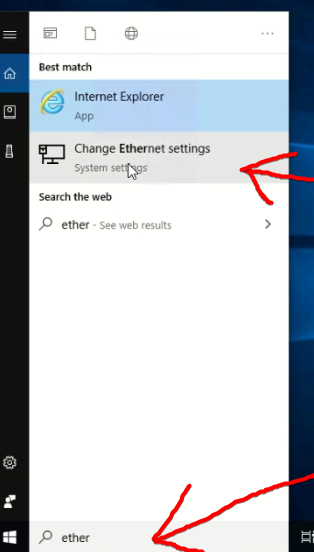 Best match
Internet Explorer
App
Change Ethernet settings
System settings
Search the web
ether - See web results
ether